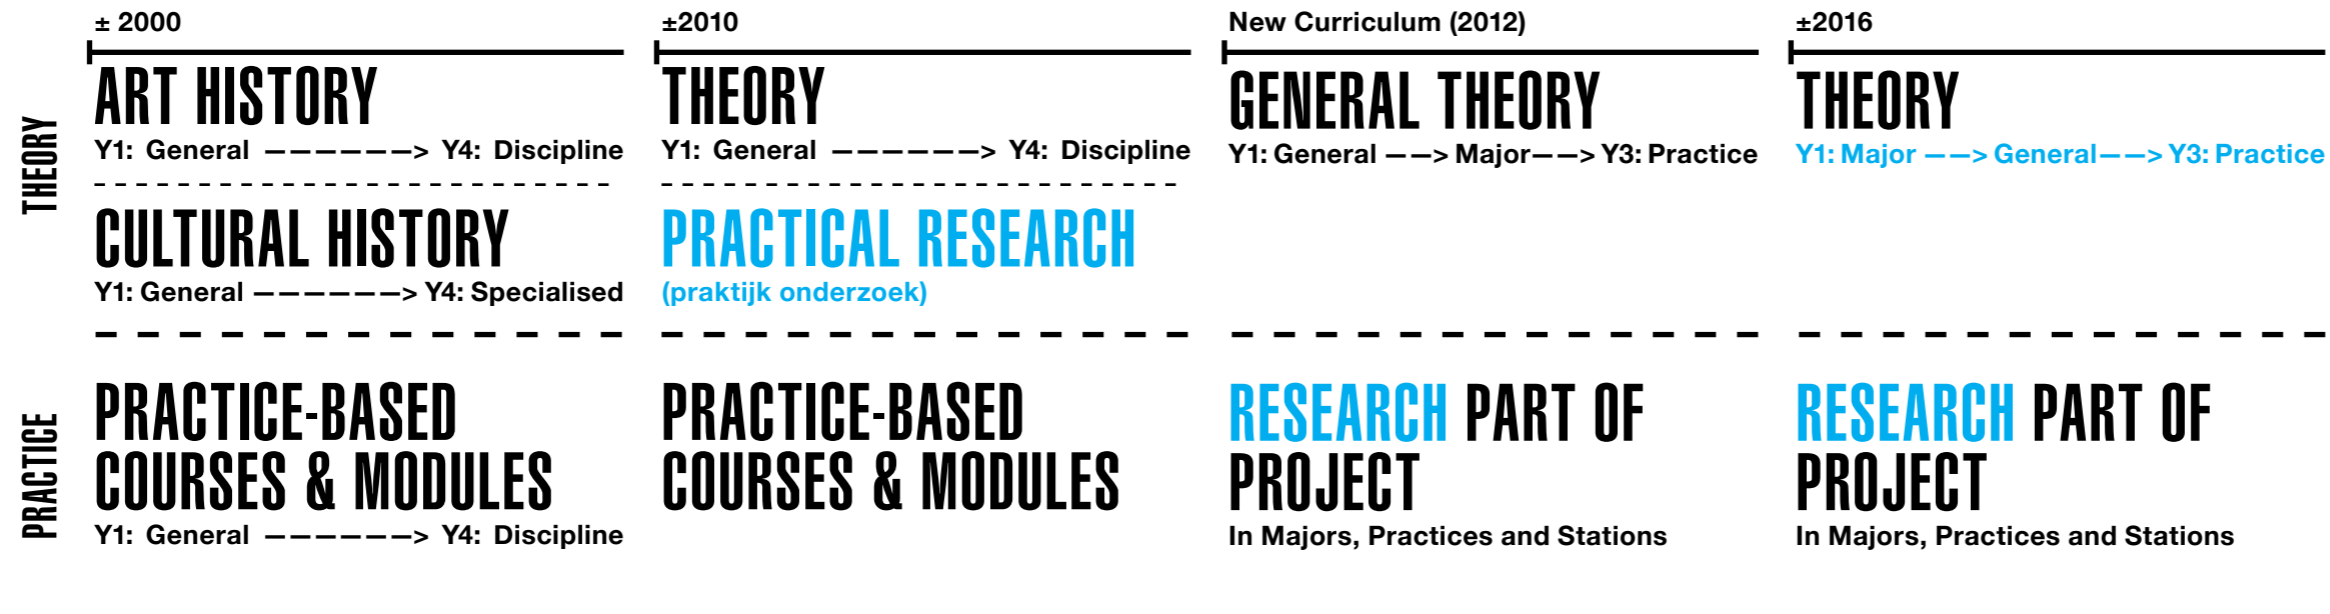 ± 2000
ART HISTORY
Y1: General ——————> Y4: Discipline
CULTURAL HISTORY
Y1: General ——————> Y4: Specialised
PRACTICE-BASED
COURSES & MODULES
Y1: General ——————> Y4: Discipline
±2010
THEORY
Y1: General ——————> Y4: Discipline
PRACTICAL RESEARCH
(praktijk onderzoek)
PRACTICE-BASED
COURSES & MODULES
New Curriculum (2012)
GENERAL THEORY
Y1: General ——> Major——> Y3: Practice
RESEARCH PART OF
PROJECT
In Majors, Practices and Stations
±2016
THEORY
Y1: Major ——> General——> Y3: Practice
RESEARCH PART OF
PROJECT
In Majors, Practices and Stations
THEORY
PRACTICE